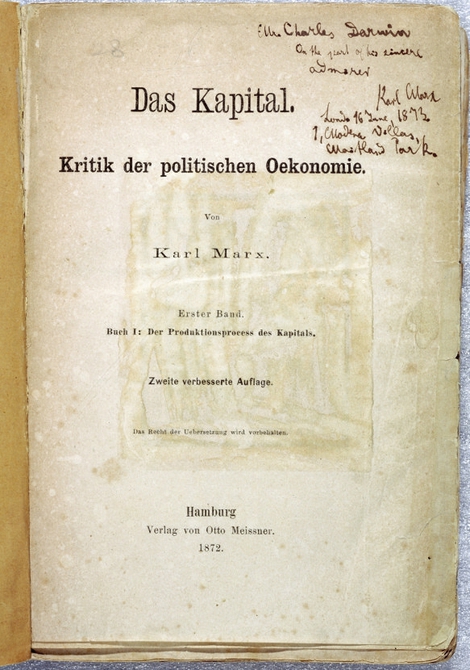 28
Mr Charles Darwin
On the part of his sincere
admirer
Karl Marx
London 16 June, 1873
1, Modena Villas,
Maitland Park
Das Kapital.
Kritik der politischen Oekonomie.
Von
Karl Marx.
Erster Band.
Buch I: Der Produktionsprocess des Kapitals.
Zweite verbesserte Auflage.
Das Recht der Uebersetzung wird vorbehalten.
Hamburg
Verlag von Otto Meissner.
1872.